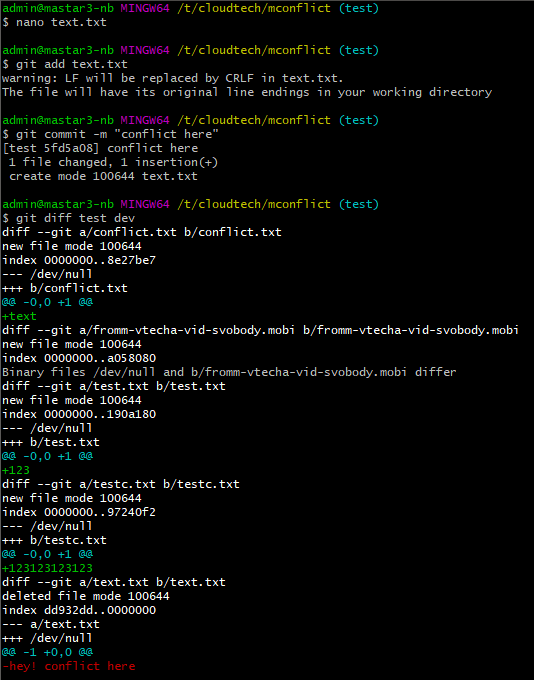 admin@mastar3-nb MINGW64 /t/cloudtech/mconflict (test)
$ nano text.txt
admin@mastar3-nb MINGW64 /t/cloudtech/mconflict (test)
$ git add text.txt
warning: LF will be replaced by CRLF in text.txt.
The file will have its original line endings in your working directory
admin@mastar3-nb MINGW64 /t/cloudtech/mconflict (test)
$ git commit -m "conflict here"
[test 5fd5a08] conflict here
 1 file changed, 1 insertion(+)
 create mode 100644 text.txt
admin@mastar3-nb MINGW64 /t/cloudtech/mconflict (test)
$ git diff test dev
diff --git a/conflict.txt b/conflict.txt
new file mode 100644
index 0000000..8e27be7
--- /dev/null
+++ b/conflict.txt
@@ -0,0 +1 @@
+text
diff --git a/fromm-vtecha-vid-svobody.mobi b/fromm-vtecha-vid-svobody.mobi
new file mode 100644
index 0000000..a058080
Binary files /dev/null and b/fromm-vtecha-vid-svobody.mobi differ
diff --git a/test.txt b/test.txt
new file mode 100644
index 0000000..190a180
--- /dev/null
+++ b/test.txt
@@ -0,0 +1 @@
+123
diff --git a/testc.txt b/testc.txt
new file mode 100644
index 0000000..97240f2
--- /dev/null
+++ b/testc.txt
@@ -0,0 +1 @@
+123123123123
diff --git a/text.txt b/text.txt
deleted file mode 100644
index dd932dd..0000000
--- a/text.txt
+++ /dev/null
@@ -1 +0,0 @@
-hey! conflict here